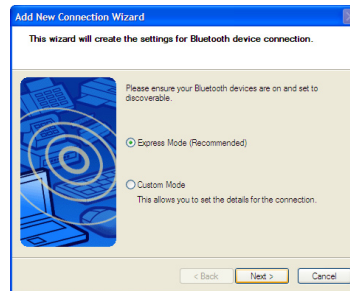 Add New Connection Wizard
This wizard will create the settings for Bluetooth device connection.
Please ensure your Bluetooth devices are on and set to
discoverable.
Express Mode (Recommended)
Custom Mode
This allows you to set the details for the connection.
< Back
Next >
Cancel